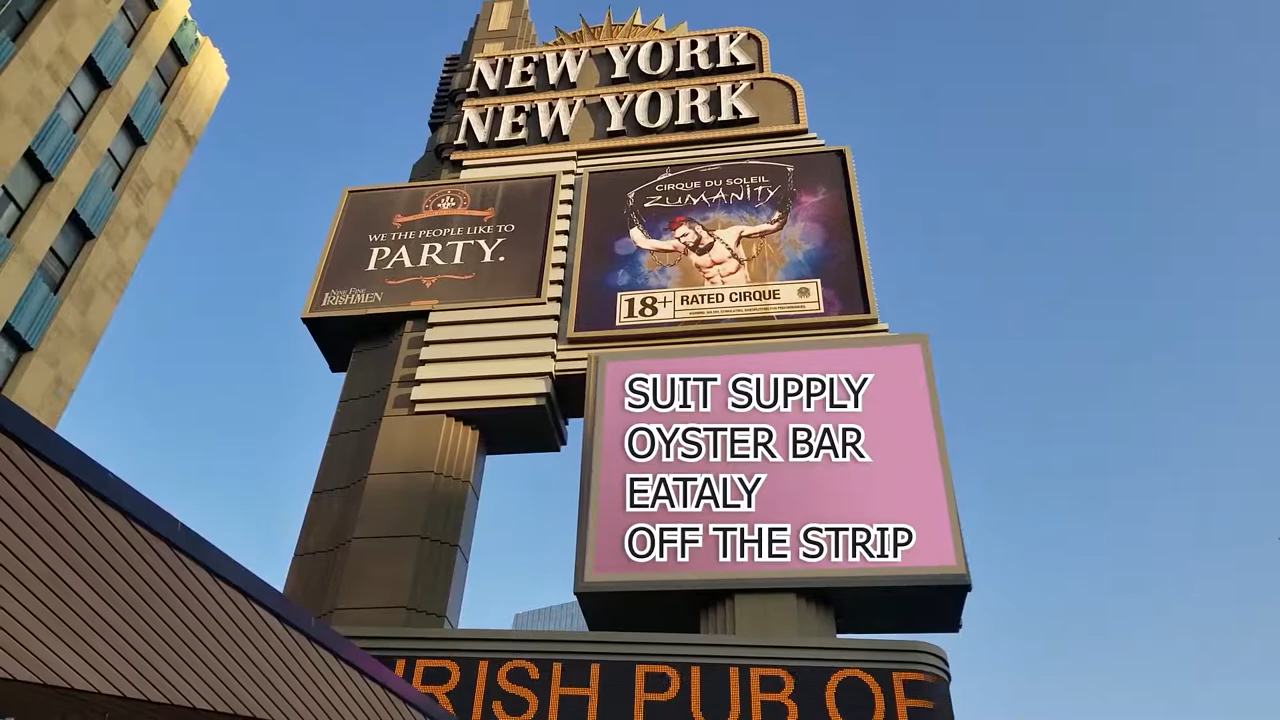 NEW YORK
NEW YORK
WE THE PEOPLE LIKE TO
PARTY.
NINE FINE
IRISHMEN
CIRQUE DU SOLEIL
ZUMANITY
18+ RATED CIRQUE
SUIT SUPPLY
OYSTER BAR
EATALY
OFF THE STRIP
IRISH PUB OF